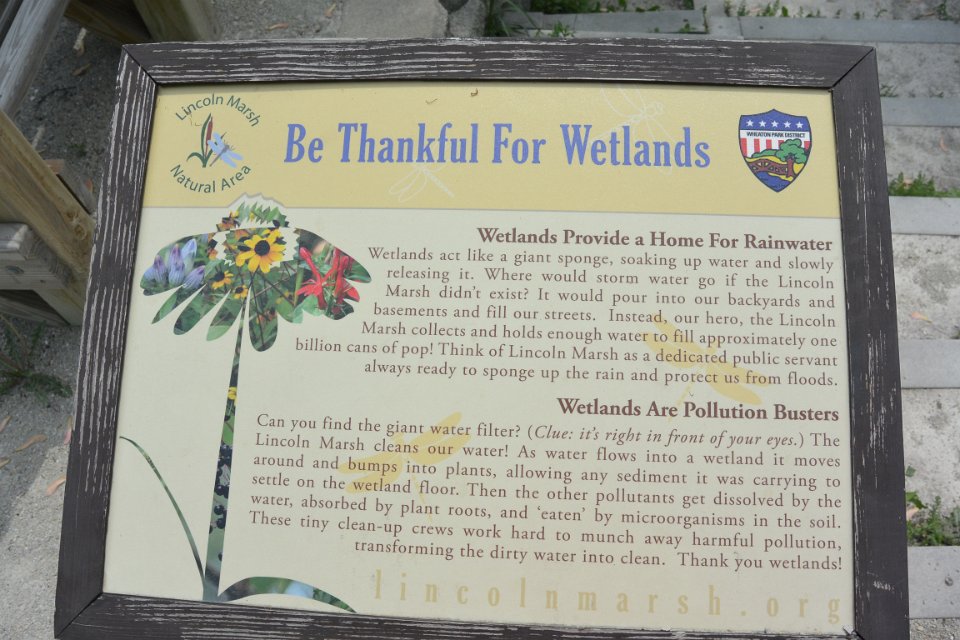 Lincoln Marsh
Natural Area
Be Thankful For Wetlands
WHEATON PARK DISTRICT
Wetlands Provide a Home For Rainwater
Wetlands act like a giant sponge, soaking up water and slowly
releasing it. Where would storm water go if the Lincoln
Marsh didn't exist? It would pour into our backyards and
basements and fill our streets. Instead, our hero, the Lincoln
Marsh collects and holds enough water to fill approximately one
billion cans of pop! Think of Lincoln Marsh as a dedicated public servant
always ready to sponge up the rain and protect us from floods.
Wetlands Are Pollution Busters
Can you find the giant water filter? (Clue: it's right in front of your eyes.) The
Lincoln Marsh cleans our water! As water flows into a wetland it moves
around and bumps into plants, allowing any sediment it was carrying to
settle on the wetland floor. Then the other pollutants get dissolved by the
water, absorbed by plant roots, and 'eaten' by microorganisms in the soil.
These tiny clean-up crews work hard to munch away harmful pollution,
transforming the dirty water into clean. Thank you wetlands!
lincolnmarsh.org